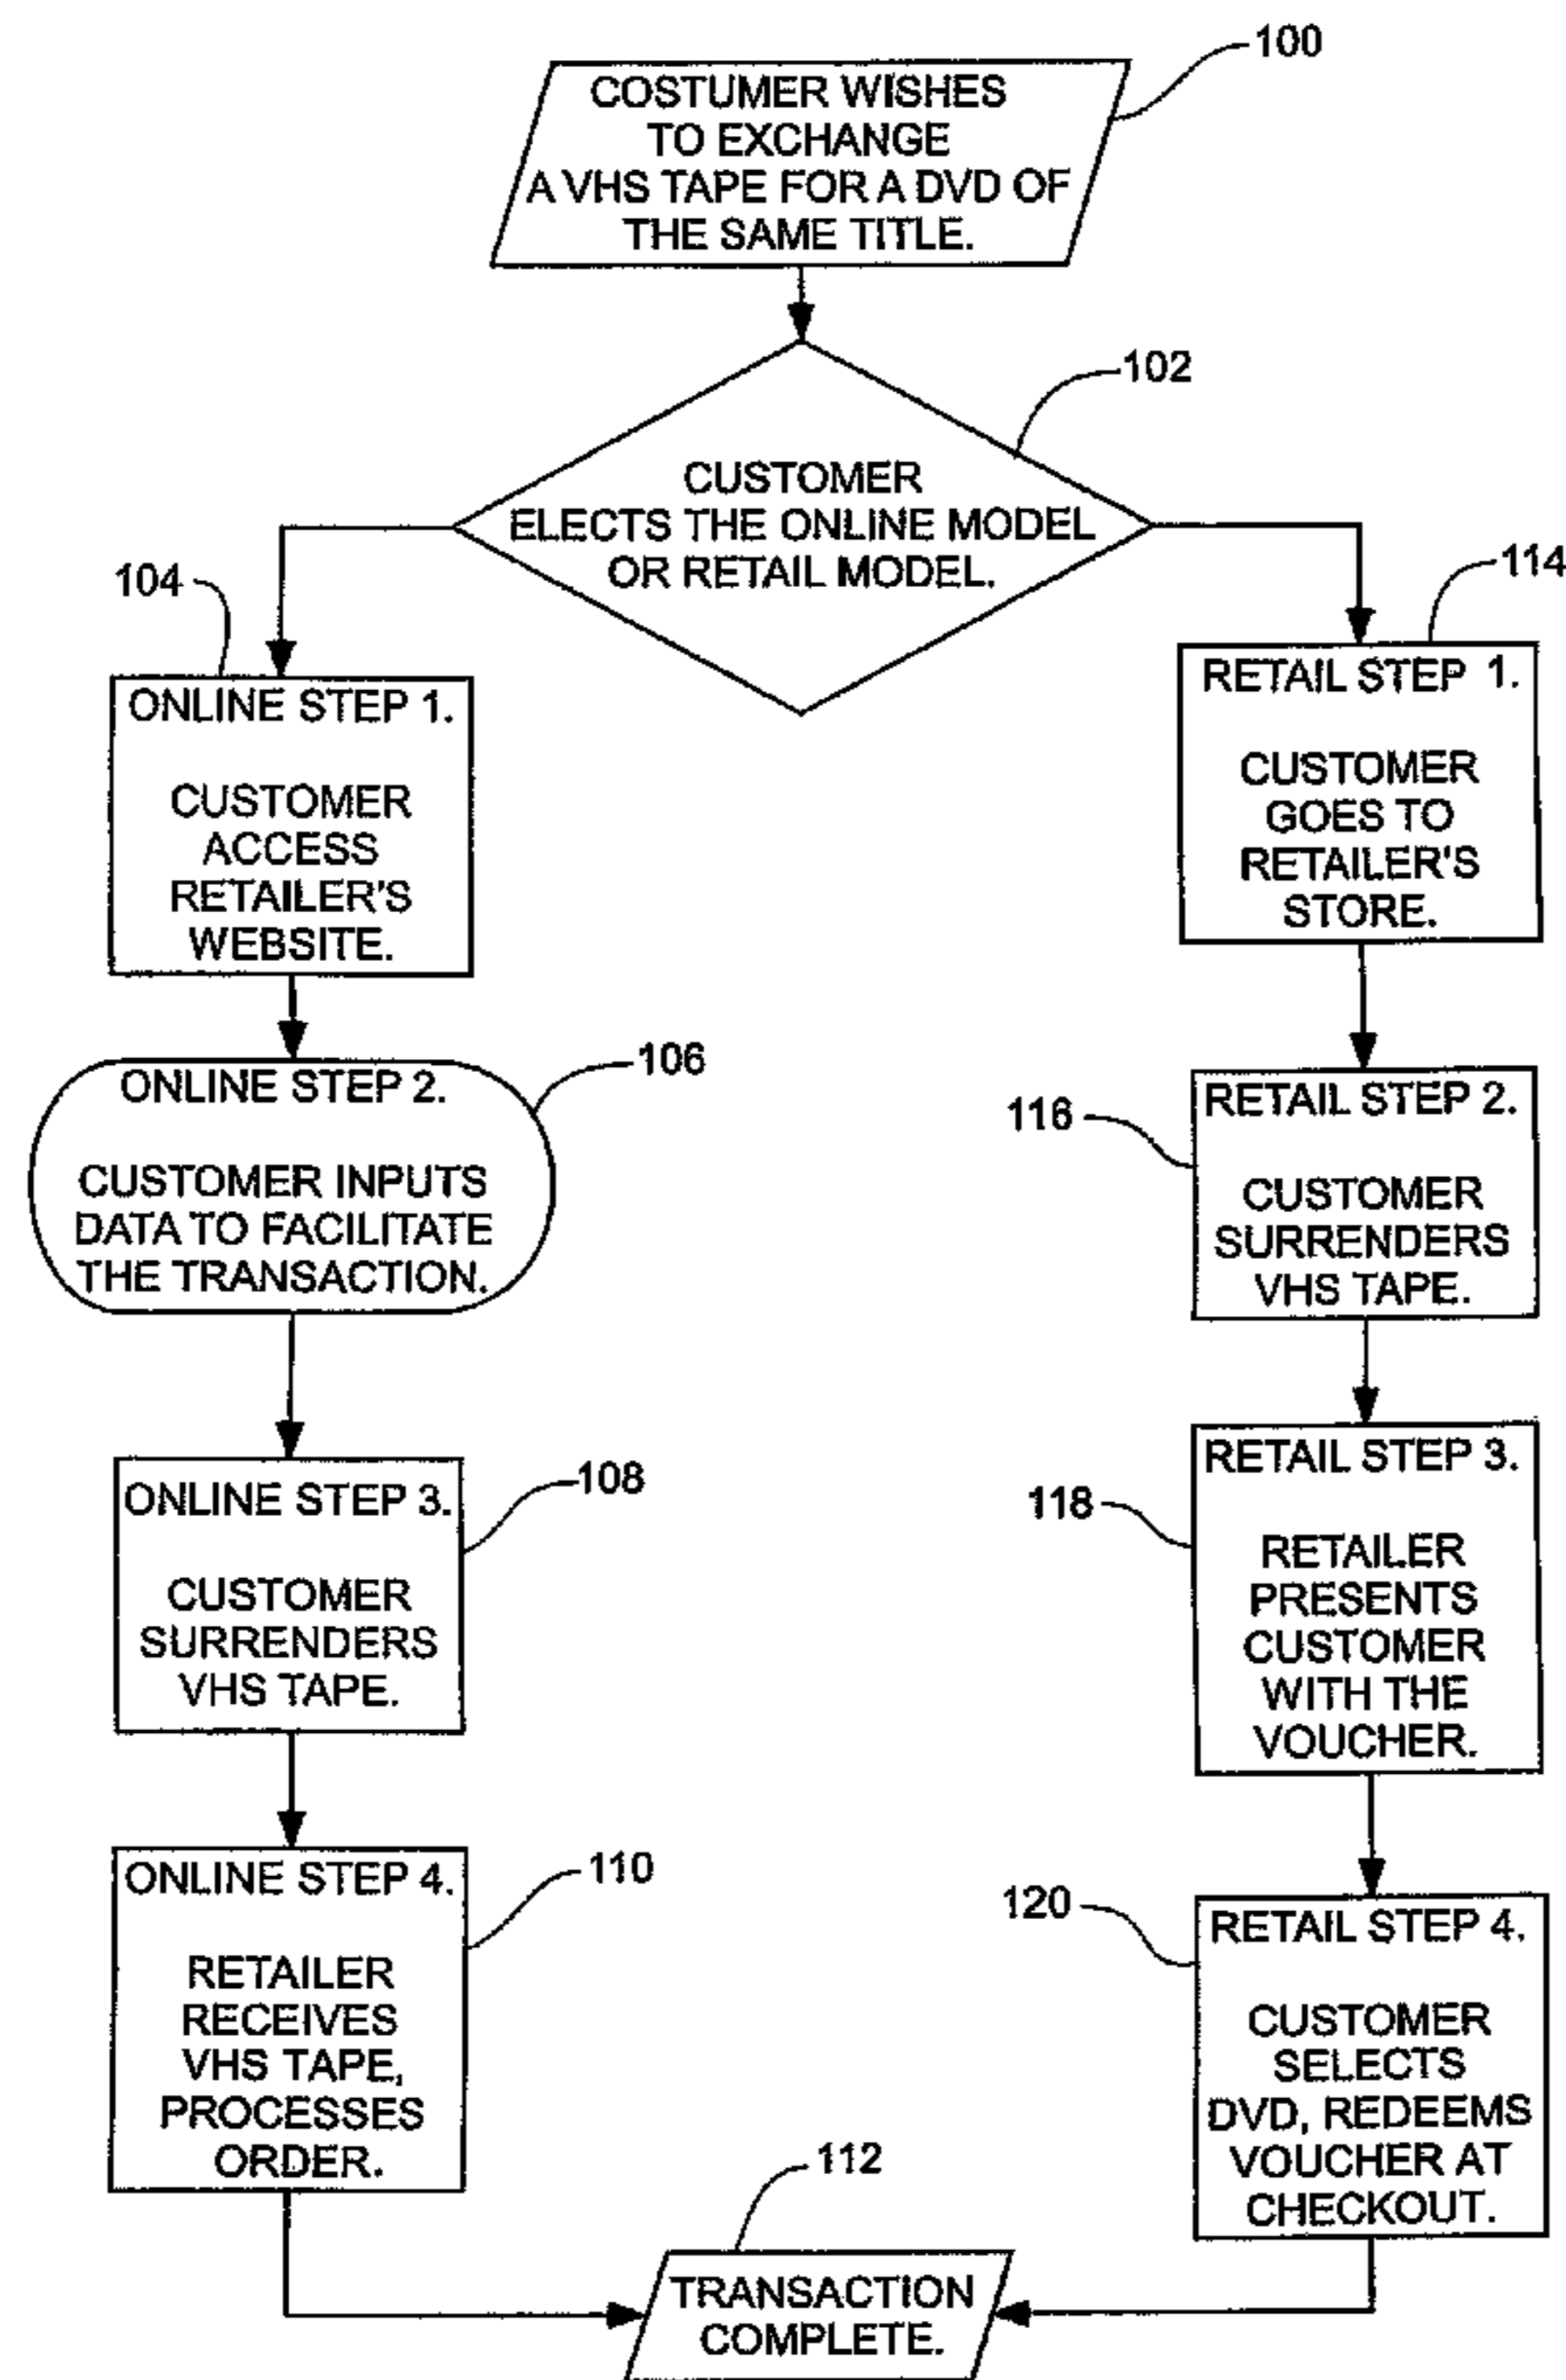 100
COSTUMER WISHES
TO EXCHANGE
A VHS TAPE FOR A DVD OF
THE SAME TITLE.
102
CUSTOMER
ELECTS THE ONLINE MODEL
OR RETAIL MODEL.
104
ONLINE STEP 1.
CUSTOMER
ACCESS
RETAILER'S
WEBSITE.
106
ONLINE STEP 2.
CUSTOMER INPUTS
DATA TO FACILITATE
THE TRANSACTION.
108
ONLINE STEP 3.
CUSTOMER
SURRENDERS
VHS TAPE.
110
ONLINE STEP 4.
RETAILER
RECEIVES
VHS TAPE,
PROCESSES
ORDER.
114
RETAIL STEP 1.
CUSTOMER
GOES TO
RETAILER'S
STORE.
116
RETAIL STEP 2.
CUSTOMER
SURRENDERS
VHS TAPE.
118
RETAIL STEP 3.
RETAILER
PRESENTS
CUSTOMER
WITH THE
VOUCHER.
120
RETAIL STEP 4.
CUSTOMER
SELECTS
DVD, REDEEMS
VOUCHER AT
CHECKOUT.
112
TRANSACTION
COMPLETE.